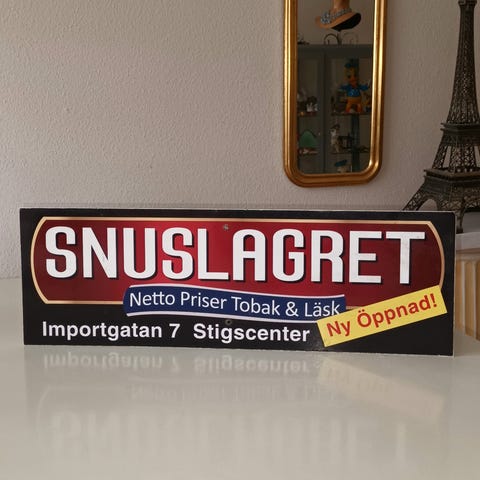 SNUSLAGRET
Netto Priser Tobak & Läsk
Ny Öppnad!
Importgatan 7 Stigscenter